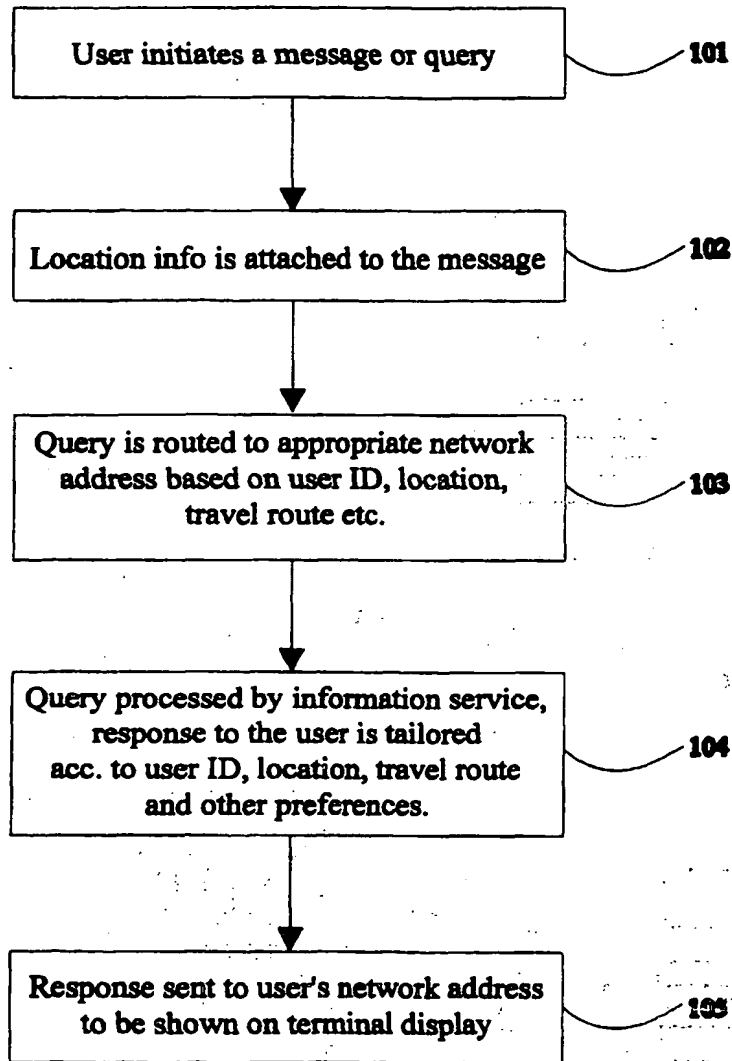 User initiates a message or query
101
Location info is attached to the message
102
Query is routed to appropriate network
address based on user ID, location,
travel route etc.
103
Query processed by information service,
response to the user is tailored
acc. to user ID, location, travel route
and other preferences.
104
Response sent to user's network address
to be shown on terminal display
105